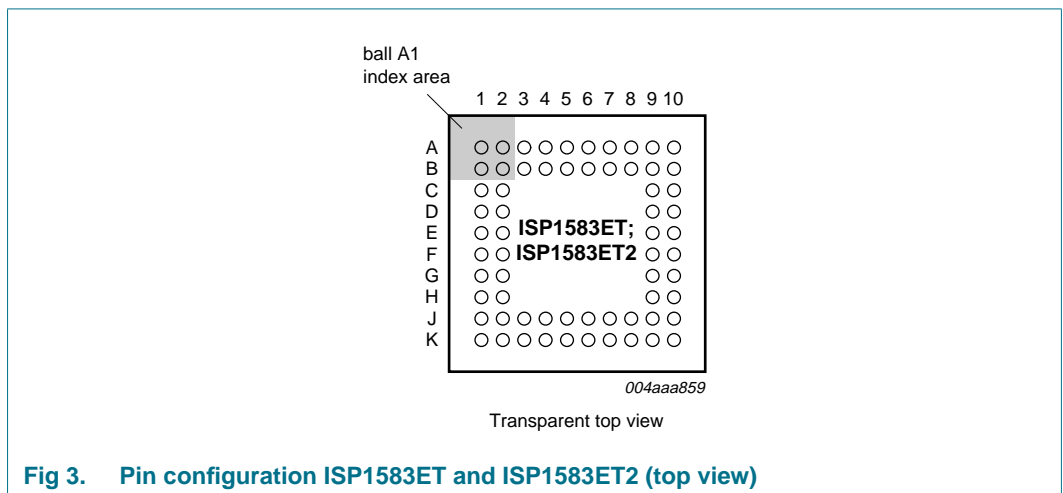 ball A1
index area
1 2 3 4 5 6 7 8 9 10
A
B
C
D
E
F
G
H
J
K
ISP1583ET;
ISP1583ET2
004aaa859
Transparent top view
Fig 3. Pin configuration ISP1583ET and ISP1583ET2 (top view)